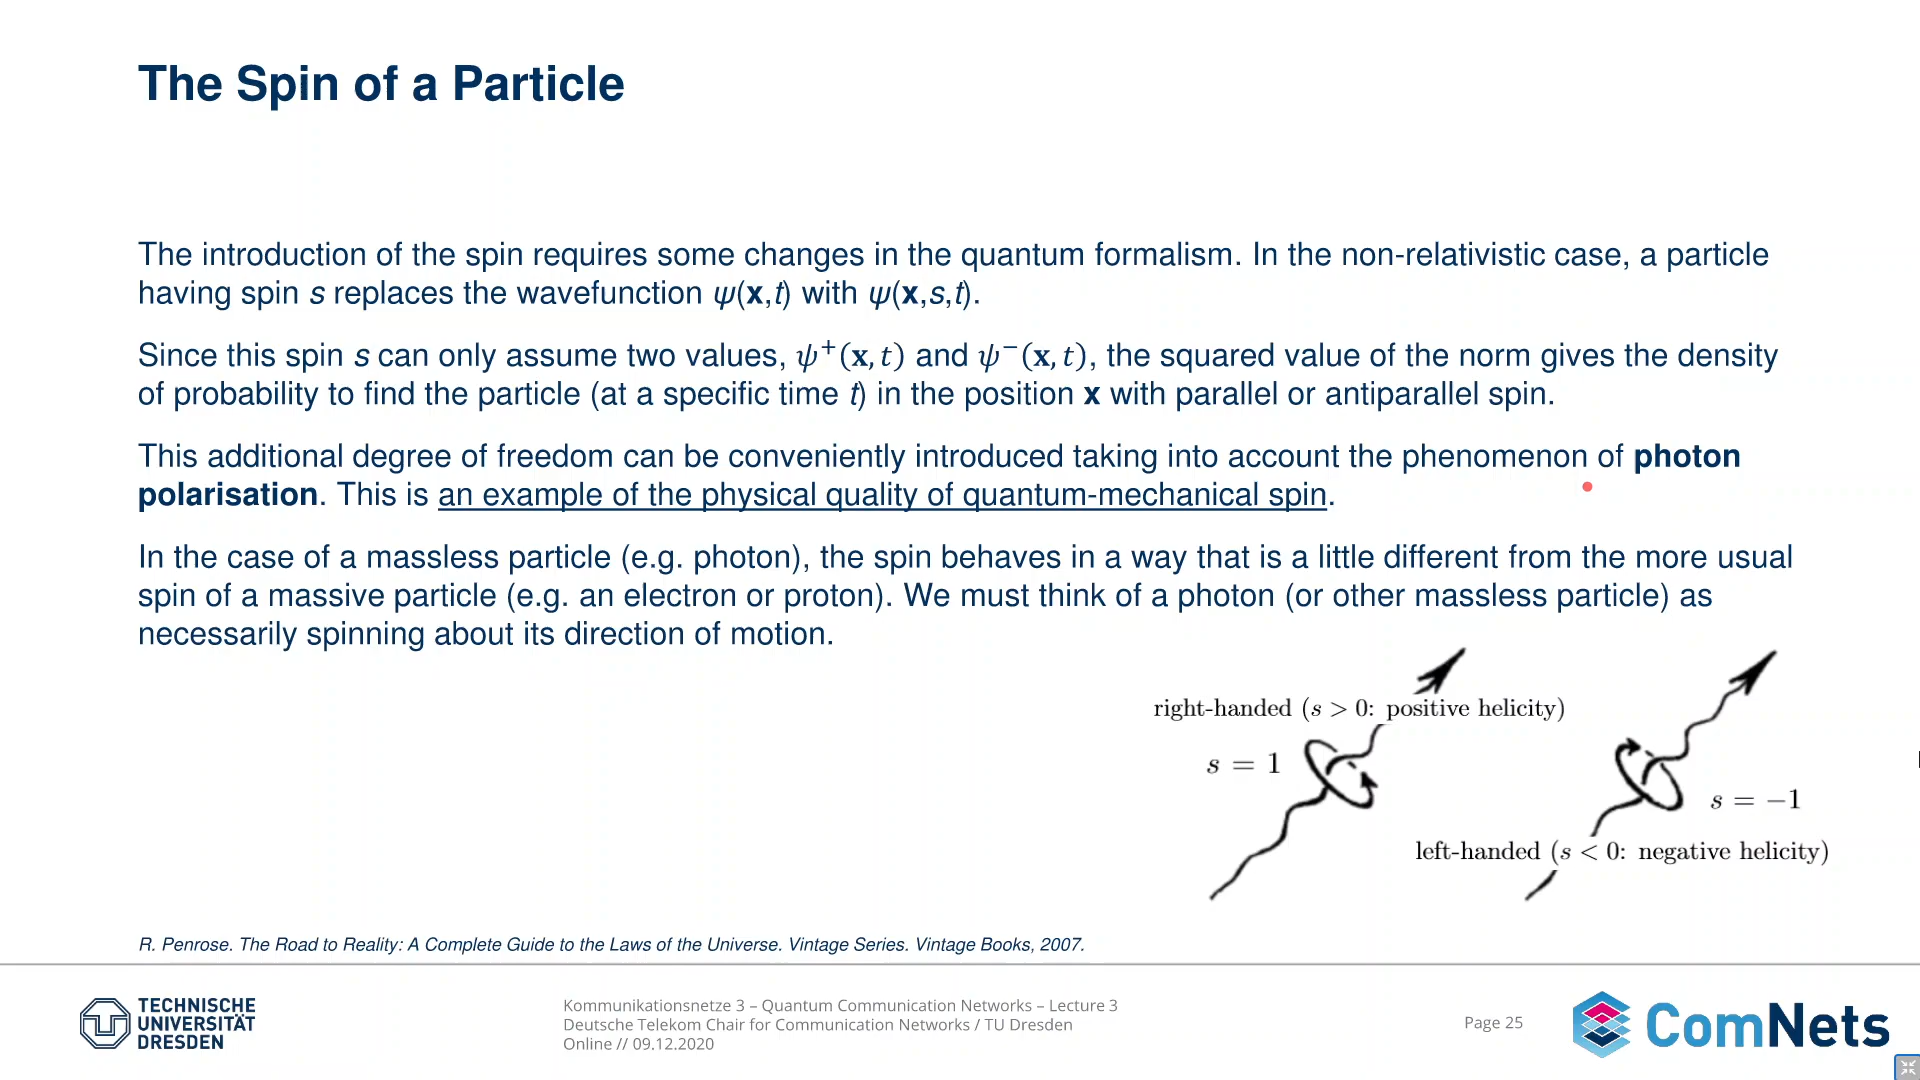 The Spin of a Particle
The introduction of the spin requires some changes in the quantum formalism. In the non-relativistic case, a particle
having spin s replaces the wavefunction ψ(x,t) with ψ(x,s,t).
Since this spin s can only assume two values, ψ⁺(x, t) and ψ⁻(x, t), the squared value of the norm gives the density
of probability to find the particle (at a specific time t) in the position x with parallel or antiparallel spin.
This additional degree of freedom can be conveniently introduced taking into account the phenomenon of photon
polarisation. This is an example of the physical quality of quantum-mechanical spin.
In the case of a massless particle (e.g. photon), the spin behaves in a way that is a little different from the more usual
spin of a massive particle (e.g. an electron or proton). We must think of a photon (or other massless particle) as
necessarily spinning about its direction of motion.
right-handed (s > 0: positive helicity)
s = 1
s = −1
left-handed (s < 0: negative helicity)
R. Penrose. The Road to Reality: A Complete Guide to the Laws of the Universe. Vintage Series. Vintage Books, 2007.
TECHNISCHE
UNIVERSITÄT
DRESDEN
Kommunikationsnetze 3 – Quantum Communication Networks – Lecture 3
Deutsche Telekom Chair for Communication Networks / TU Dresden
Online // 09.12.2020
Page 25
ComNets